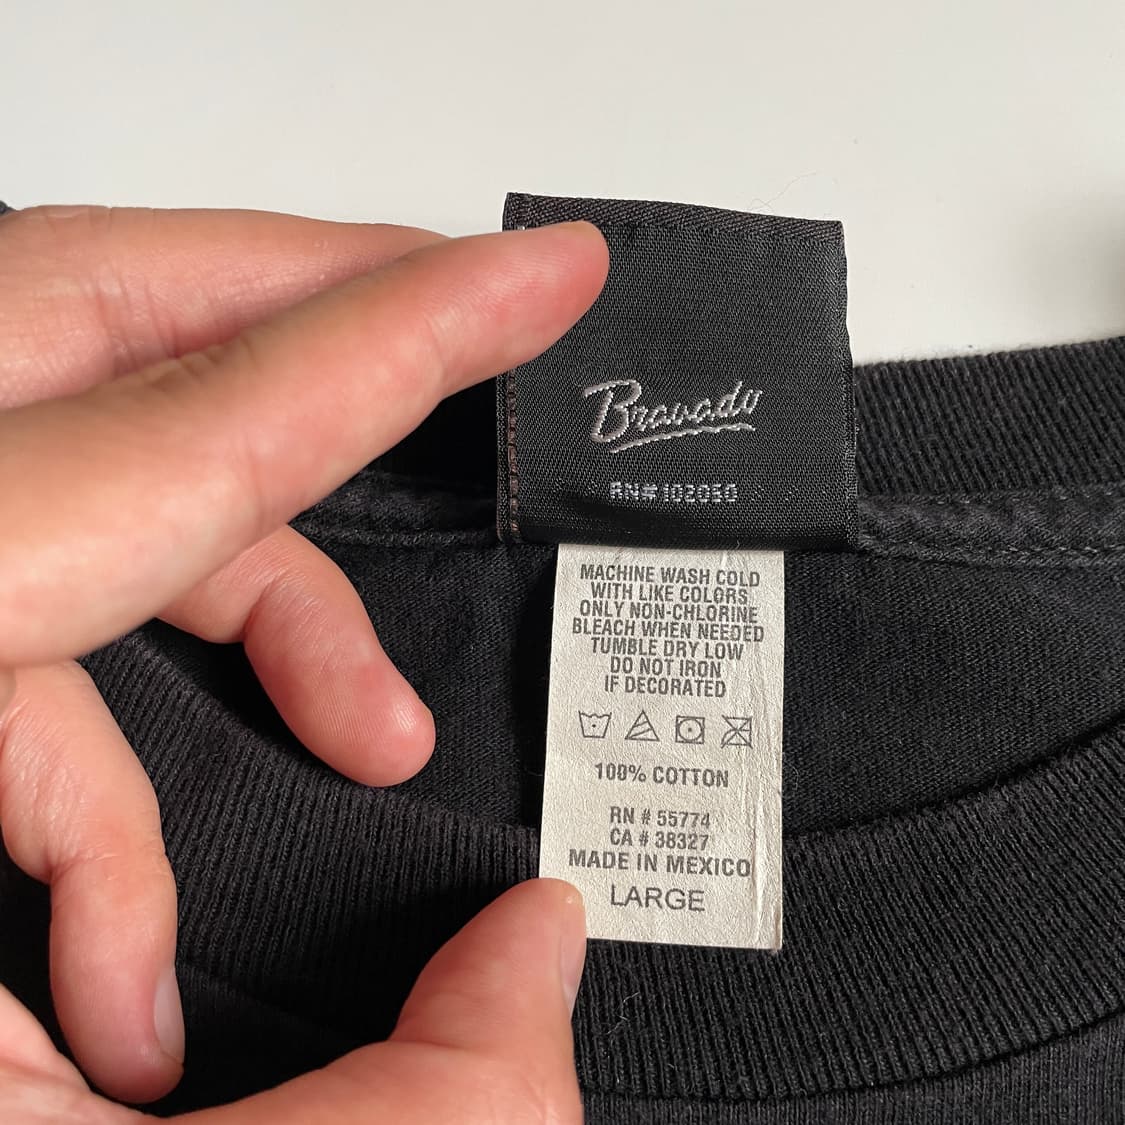 Bravado
RN# 102050
MACHINE WASH COLD
WITH LIKE COLORS
ONLY NON-CHLORINE
BLEACH WHEN NEEDED
TUMBLE DRY LOW
DO NOT IRON
IF DECORATED
100% COTTON
RN # 55774
CA # 38327
MADE IN MEXICO
LARGE